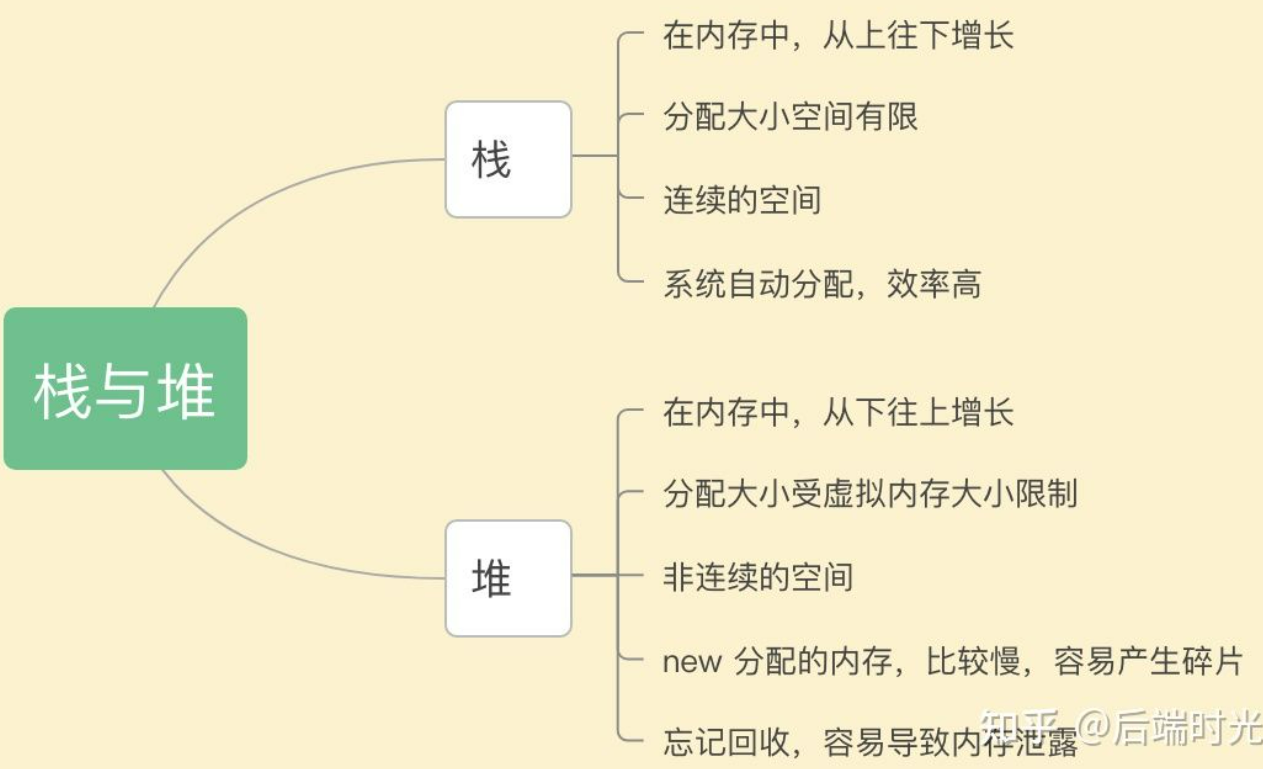 在内存中，从上往下增长
分配大小空间有限
栈
连续的空间
系统自动分配，效率高
栈与堆
在内存中，从下往上增长
分配大小受虚拟内存大小限制
堆
非连续的空间
new 分配的内存，比较慢，容易产生碎片
忘记回收，容易导致内存泄露
知乎 @后端时光